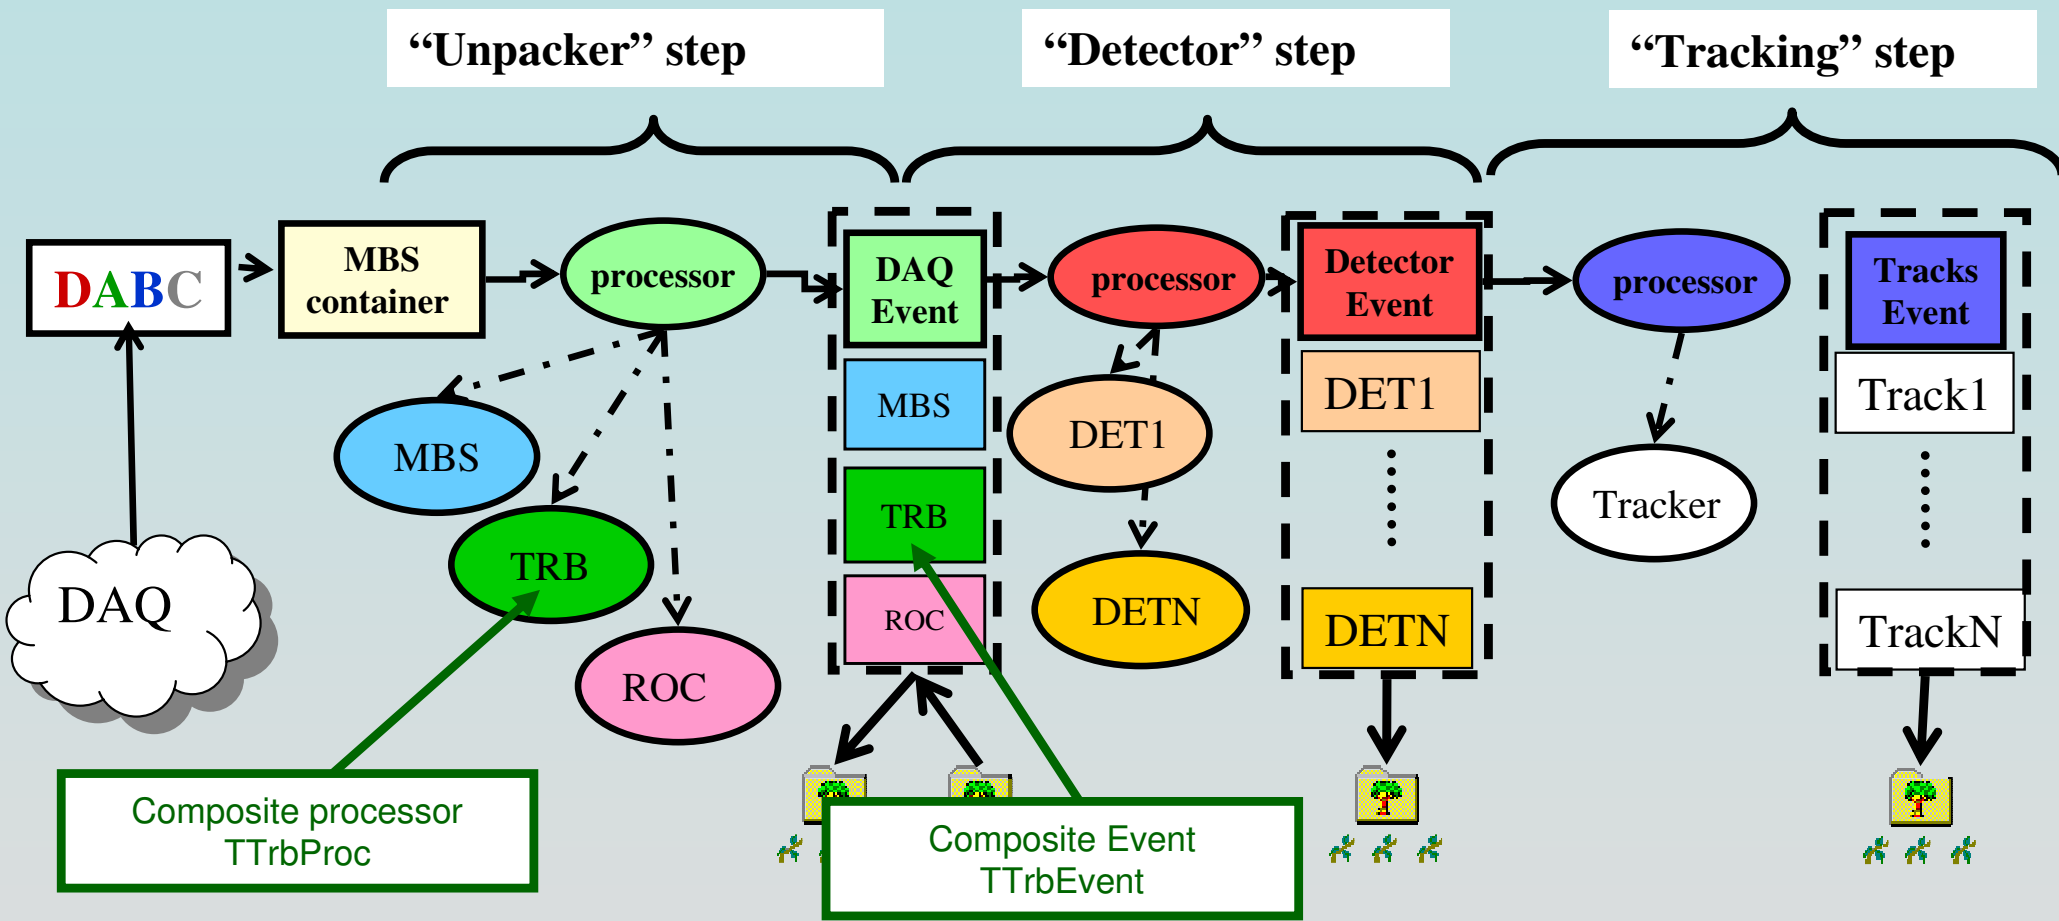 “Unpacker” step
“Detector” step
“Tracking” step
DABC
MBS
container
processor
DAQ
Event
processor
Detector
Event
processor
Tracks
Event
MBS
TRB
ROC
MBS
TRB
ROC
DET1
DETN
DET1
DETN
Tracker
Track1
TrackN
DAQ
Composite processor
TTrbProc
Composite Event
TTrbEvent